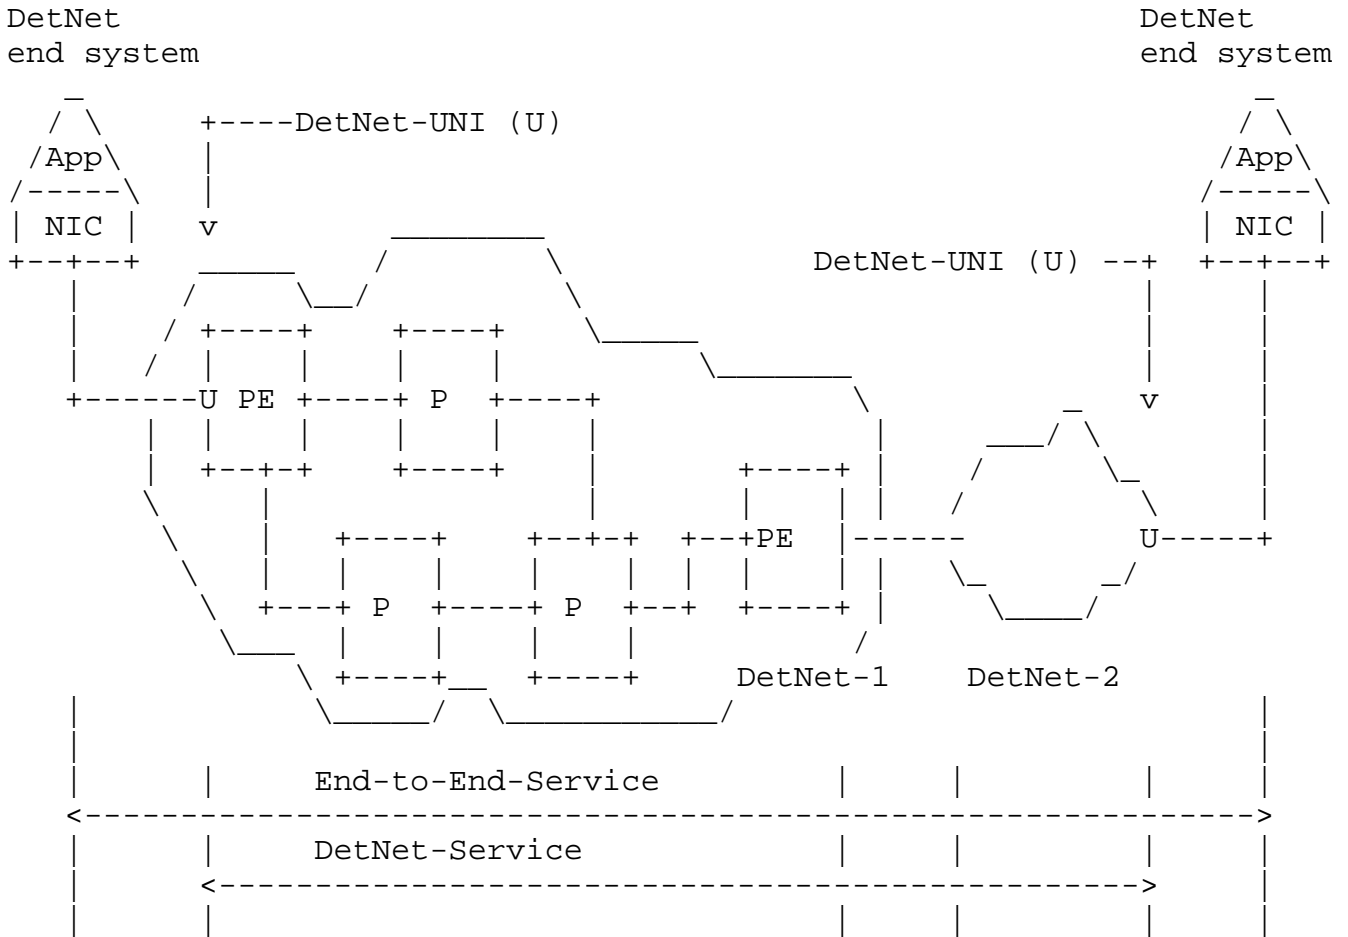 DetNet DetNet
end system end system
+----DetNet-UNI (U)
App App
NIC NIC
v
DetNet-UNI (U) --+
U PE P
v
PE U
P P
DetNet-1 DetNet-2
End-to-End-Service
DetNet-Service